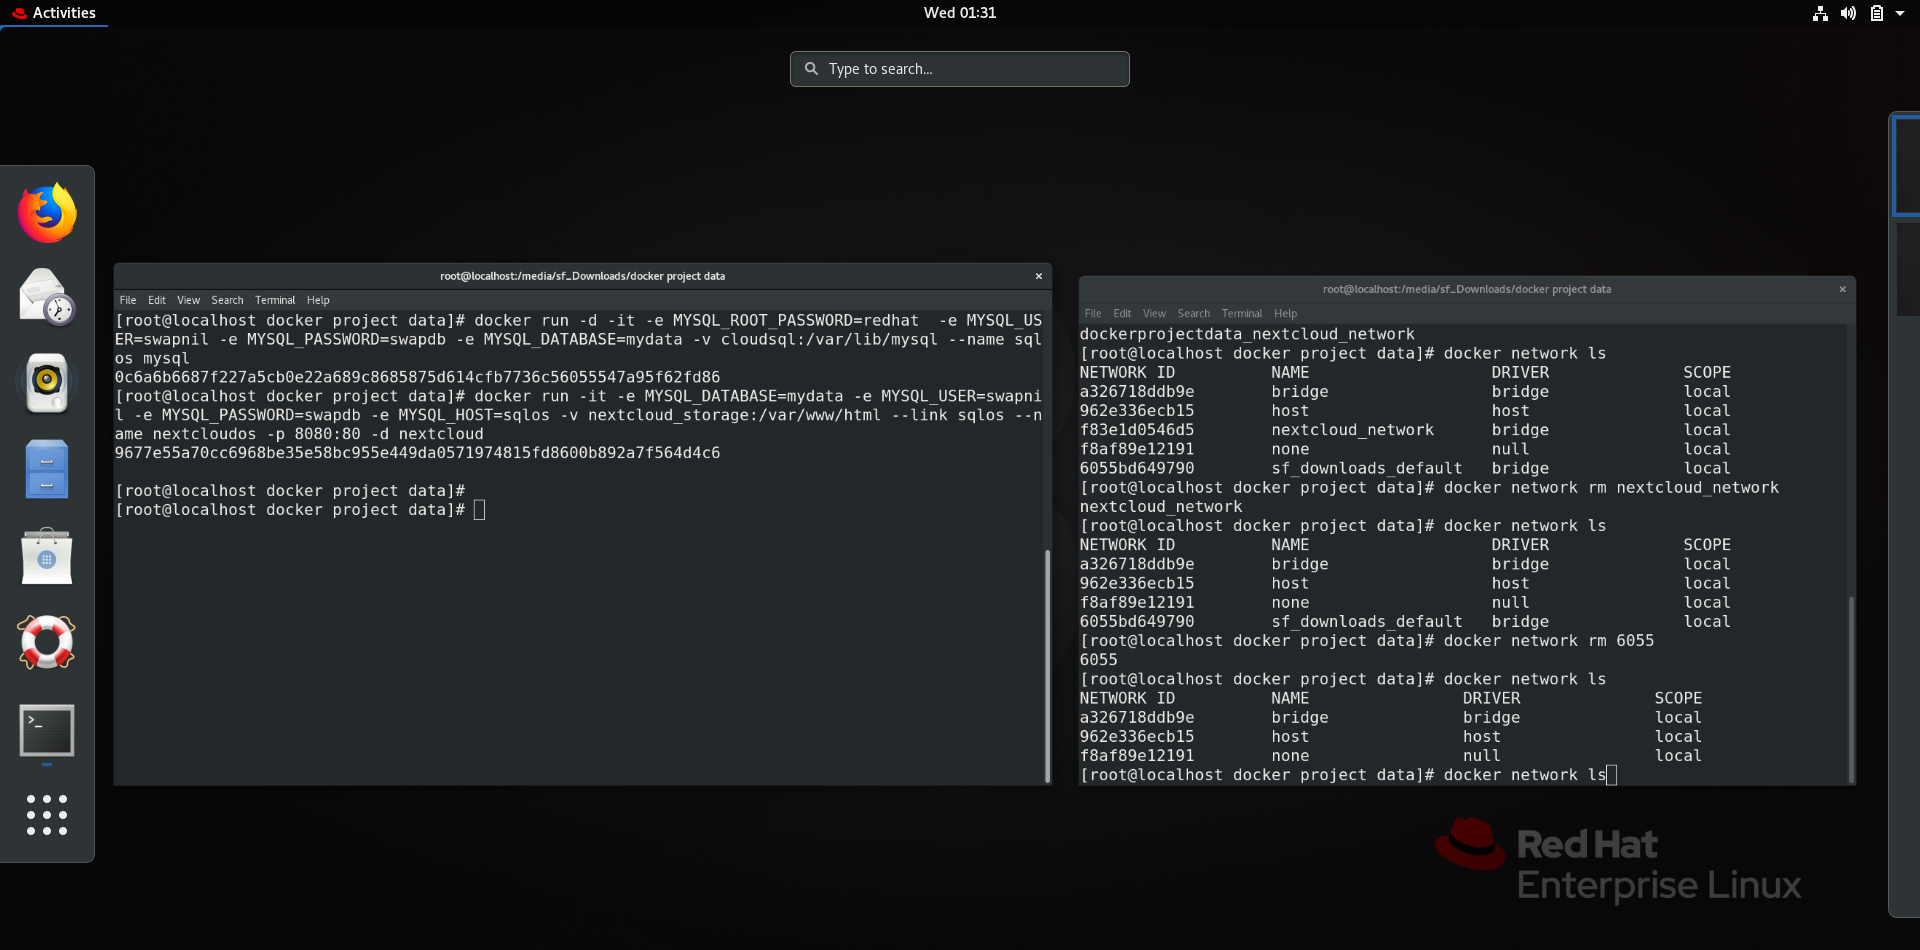 Activities
Wed 01:31
Type to search...
root@localhost:/media/sf_Downloads/docker project data
File Edit View Search Terminal Help
[root@localhost docker project data]# docker run -d -it -e MYSQL_ROOT_PASSWORD=redhat  -e MYSQL_US
ER=swapnil -e MYSQL_PASSWORD=swapdb -e MYSQL_DATABASE=mydata -v cloudsql:/var/lib/mysql --name sql
os mysql
0c6a6b6687f227a5cb0e22a689c8685875d614cfb7736c56055547a95f62fd86
[root@localhost docker project data]# docker run -it -e MYSQL_DATABASE=mydata -e MYSQL_USER=swapni
l -e MYSQL_PASSWORD=swapdb -e MYSQL_HOST=sqlos -v nextcloud_storage:/var/www/html --link sqlos --n
ame nextcloudos -p 8080:80 -d nextcloud
9677e55a70cc6968be35e58bc955e449da0571974815fd8600b892a7f564d4c6
[root@localhost docker project data]#
[root@localhost docker project data]#
root@localhost:/media/sf_Downloads/docker project data
File Edit View Search Terminal Help
dockerprojectdata_nextcloud_network
[root@localhost docker project data]# docker network ls
NETWORK ID NAME DRIVER SCOPE
a326718ddb9e bridge bridge local
962e336ecb15 host host local
f83e1d0546d5 nextcloud_network bridge local
f8af89e12191 none null local
6055bd649790 sf_downloads_default bridge local
[root@localhost docker project data]# docker network rm nextcloud_network
nextcloud_network
[root@localhost docker project data]# docker network ls
NETWORK ID NAME DRIVER SCOPE
a326718ddb9e bridge bridge local
962e336ecb15 host host local
f8af89e12191 none null local
6055bd649790 sf_downloads_default bridge local
[root@localhost docker project data]# docker network rm 6055
6055
[root@localhost docker project data]# docker network ls
NETWORK ID NAME DRIVER SCOPE
a326718ddb9e bridge bridge local
962e336ecb15 host host local
f8af89e12191 none null local
[root@localhost docker project data]# docker network ls
Red Hat
Enterprise Linux